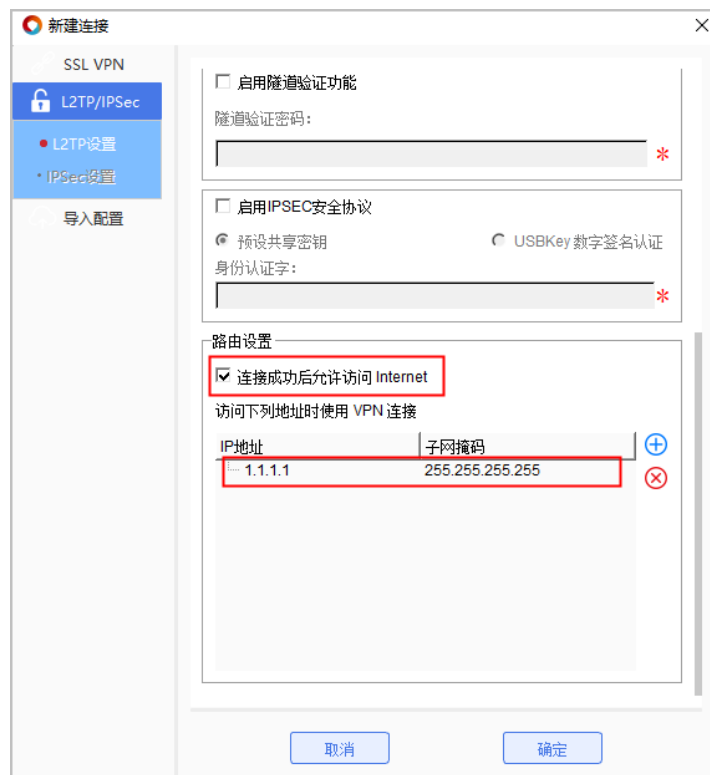 新建连接
SSL VPN
L2TP/IPSec
L2TP设置
IPSec设置
导入配置
启用隧道验证功能
隧道验证密码:
*
启用IPSEC安全协议
预设共享密钥 USBKey 数字签名认证
身份认证字:
*
路由设置
连接成功后允许访问 Internet
访问下列地址时使用 VPN 连接
IP地址 子网掩码
1.1.1.1 255.255.255.255
取消 确定